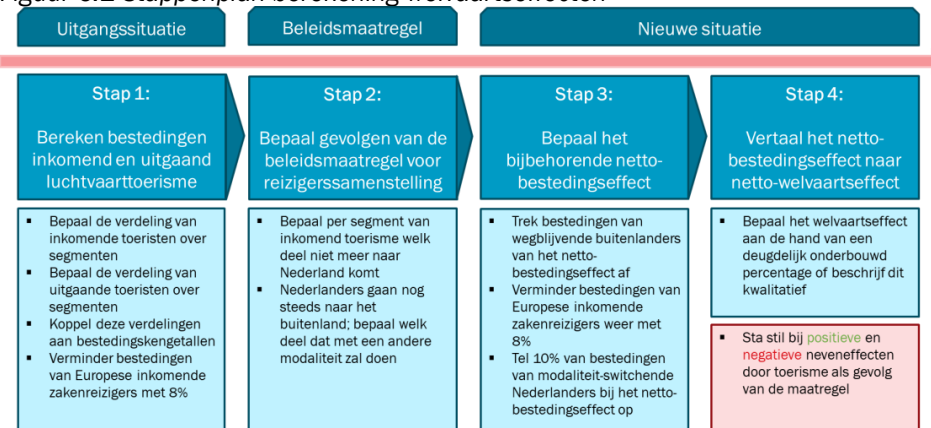 Uitgangssituatie
Beleidsmaatregel
Nieuwe situatie
Stap 1:
Bereken bestedingen
inkomend en uitgaand
luchtvaarttoerisme
Stap 2:
Bepaal gevolgen van de
beleidsmaatregel voor
reizigerssamenstelling
Stap 3:
Bepaal het
bijbehorende netto-
bestedingseffect
Stap 4:
Vertaal het netto-
bestedingseffect naar
netto-welvaartseffect
▪ Bepaal de verdeling van
inkomende toeristen over
segmenten
▪ Bepaal de verdeling van
uitgaande toeristen over
segmenten
▪ Koppel deze verdelingen
aan bestedingskengetallen
▪ Verminder bestedingen
van Europese inkomende
zakenreizigers met 8%
▪ Bepaal per segment van
inkomend toerisme welk
deel niet meer naar
Nederland komt
▪ Nederlanders gaan nog
steeds naar het
buitenland; bepaal welk
deel dat met een andere
modaliteit zal doen
▪ Trek bestedingen van
wegblijvende buitenlanders
van het netto-
bestedingseffect af
▪ Verminder bestedingen van
Europese inkomende
zakenreizigers weer met
8%
▪ Tel 10% van bestedingen
van modaliteit-switchende
Nederlanders bij het netto-
bestedingseffect op
▪ Bepaal het welvaartseffect
aan de hand van een
deugdelijk onderbouwd
percentage of beschrijf dit
kwalitatief
▪ Sta stil bij positieve en
negatieve neveneffecten
door toerisme als gevolg
van de maatregel